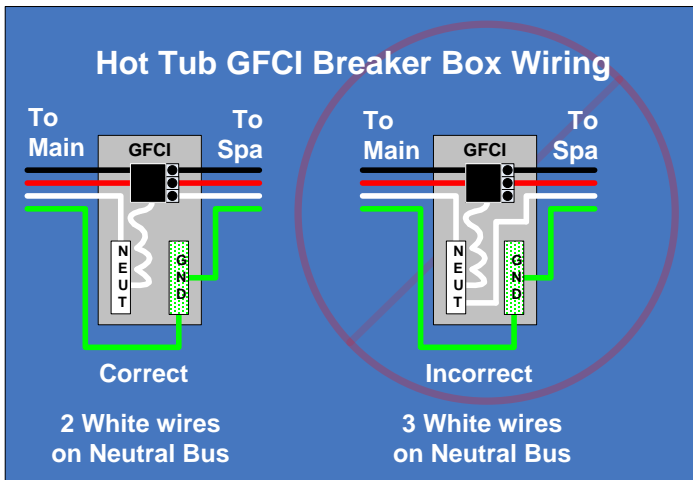 Hot Tub GFCI Breaker Box Wiring
To
Main
GFCI
To
Spa
NEUT
GND
Correct
2 White wires
on Neutral Bus
To
Main
GFCI
To
Spa
NEUT
GND
Incorrect
3 White wires
on Neutral Bus